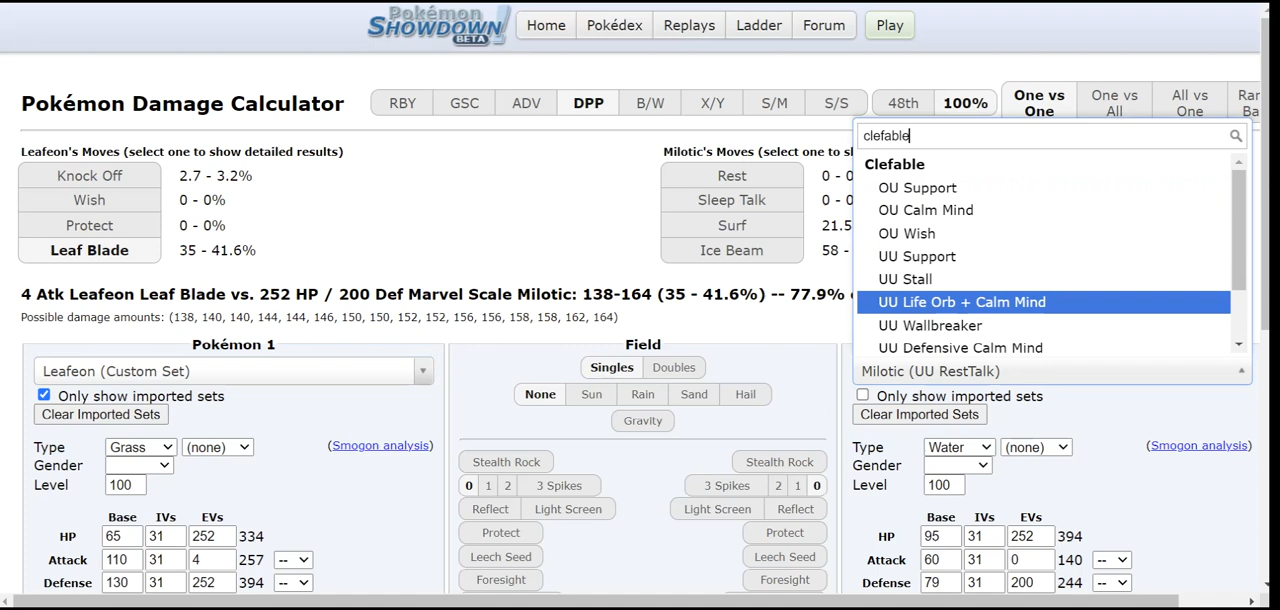 Pokémon
SHOWDOWN
BETA
Home Pokédex Replays Ladder Forum Play
Pokémon Damage Calculator
RBY GSC ADV DPP B/W X/Y S/M S/S 48th 100%
One vs One
One vs All
All vs One
Ran
Ba
Leafeon's Moves (select one to show detailed results)
Knock Off 2.7 - 3.2%
Wish 0 - 0%
Protect 0 - 0%
Leaf Blade 35 - 41.6%
Milotic's Moves (select one to show
Rest 0 - 0
Sleep Talk 0 - 0
Surf 21.5
Ice Beam 58 -
clefable
Clefable
OU Support
OU Calm Mind
OU Wish
UU Support
UU Stall
UU Life Orb + Calm Mind
UU Wallbreaker
UU Defensive Calm Mind
4 Atk Leafeon Leaf Blade vs. 252 HP / 200 Def Marvel Scale Milotic: 138-164 (35 - 41.6%) -- 77.9%
Possible damage amounts: (138, 140, 140, 144, 144, 146, 150, 150, 152, 152, 156, 156, 158, 158, 162, 164)
Pokémon 1
Leafeon (Custom Set)
Only show imported sets
Clear Imported Sets
Type Grass (none) (Smogon analysis)
Gender
Level 100
Base IVs EVs
HP 65 31 252 334
Attack 110 31 4 257 --
Defense 130 31 252 394 --
Field
Singles Doubles
None Sun Rain Sand Hail
Gravity
Stealth Rock Stealth Rock
0 1 2 3 Spikes 3 Spikes 2 1 0
Reflect Light Screen Light Screen Reflect
Protect Protect
Leech Seed Leech Seed
Foresight Foresight
Milotic (UU RestTalk)
Only show imported sets
Clear Imported Sets
Type Water (none) (Smogon analysis)
Gender
Level 100
Base IVs EVs
HP 95 31 252 394
Attack 60 31 0 140 --
Defense 79 31 200 244 --